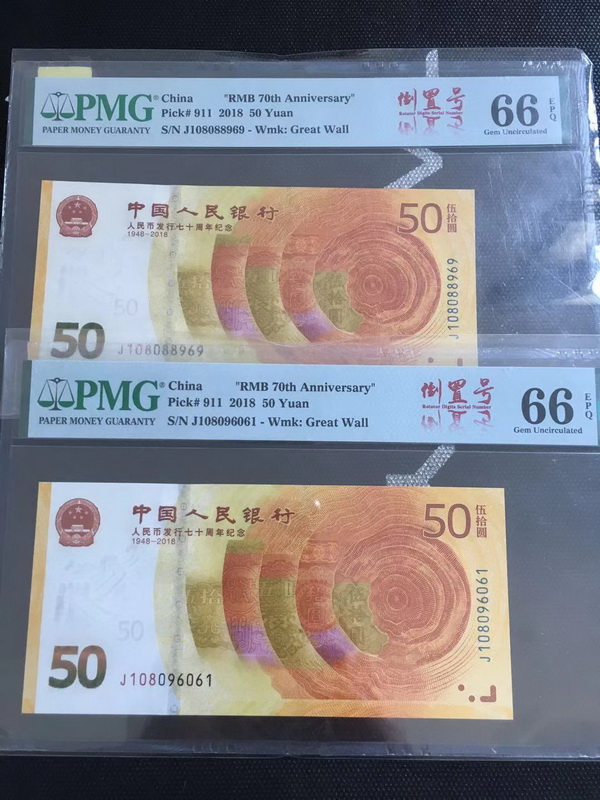 PMG® China "RMB 70th Anniversary" 倒置号 66 EPQ
Pick# 911 2018 50 Yuan Rotator Digits Serial Number
PAPER MONEY GUARANTY S/N J108088969 - Wmk: Great Wall Gem Uncirculated
中国人民银行 50 伍拾圆
人民币发行七十周年纪念
1948-2018
50
J108088969
50 J108088969
PMG® China "RMB 70th Anniversary" 倒置号 66 EPQ
Pick# 911 2018 50 Yuan Rotator Digits Serial Number
PAPER MONEY GUARANTY S/N J108096061 - Wmk: Great Wall Gem Uncirculated
中国人民银行 50 伍拾圆
人民币发行七十周年纪念
1948-2018
50
J108096061
50 J108096061